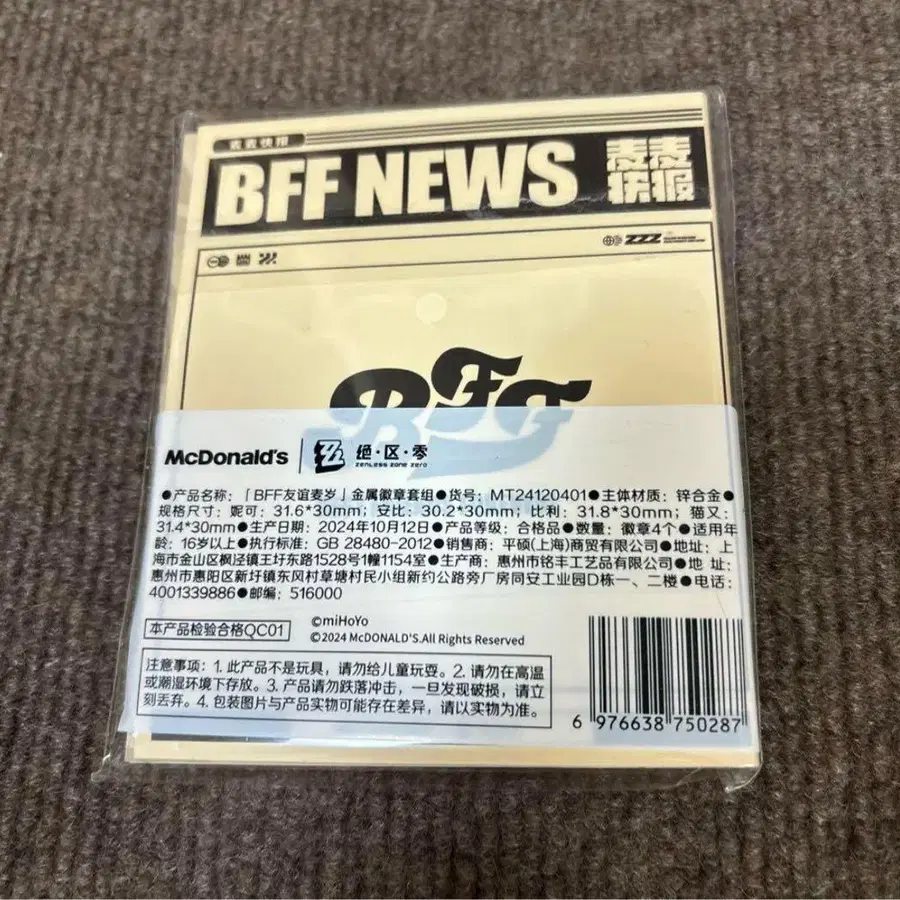 麦麦快报
BFF NEWS
麦麦
快报
ZZZ
BFF
McDonald's
绝·区·零
ZENLESS ZONE ZERO
●产品名称:「BFF友谊麦岁」金属徽章套组●货号: MT24120401●主体材质: 锌合金●
规格尺寸: 妮可: 31.6*30mm; 安比: 30.2*30mm; 比利: 31.8*30mm; 猫又:
31.4*30mm●生产日期: 2024年10月12日●产品等级: 合格品●数量: 徽章4个●适用年
龄: 16岁以上●执行标准: GB 28480-2012●销售商: 平硕(上海)商贸有限公司●地址: 上
海市金山区枫泾镇王圩东路1528号1幢1154室●生产商: 惠州市铭丰工艺品有限公司●地 址:
惠州市惠阳区新圩镇东风村草塘村民小组新约公路旁厂房同安工业园D栋一、二楼●电话:
4001339886●邮编: 516000
本产品检验合格QC01
©miHoYo
©2024 McDONALD'S.All Rights Reserved
注意事项: 1. 此产品不是玩具,请勿给儿童玩耍。2. 请勿在高温
或潮湿环境下存放。3. 产品请勿跌落冲击,一旦发现破损,请立
刻丢弃。4. 包装图片与产品实物可能存在差异,请以实物为准。
6 976638 750287